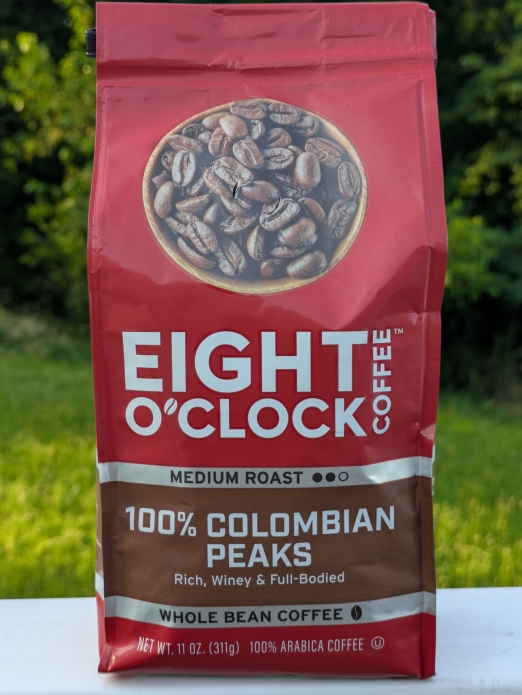 EIGHT
O'CLOCK
COFFEE™
MEDIUM ROAST
100% COLOMBIAN
PEAKS
Rich, Winey & Full-Bodied
WHOLE BEAN COFFEE
NET WT. 11 OZ. (311g) 100% ARABICA COFFEE Ⓤ